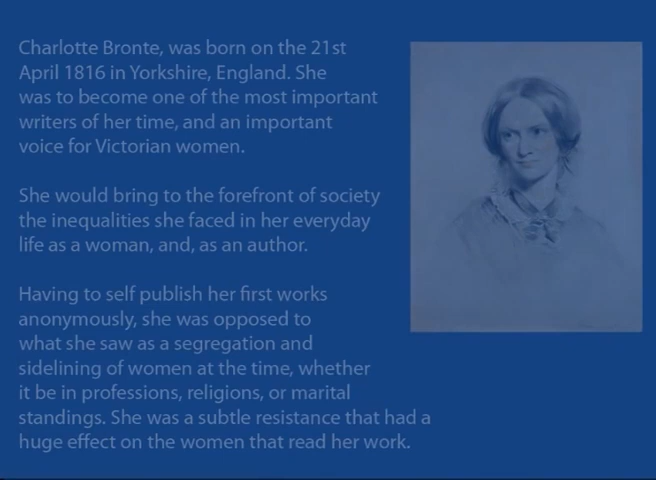 Charlotte Bronte, was born on the 21st
April 1816 in Yorkshire, England. She
was to become one of the most important
writers of her time, and an important
voice for Victorian women.
She would bring to the forefront of society
the inequalities she faced in her everyday
life as a woman, and, as an author.
Having to self publish her first works
anonymously, she was opposed to
what she saw as a segregation and
sidelining of women at the time, whether
it be in professions, religions, or marital
standings. She was a subtle resistance that had a
huge effect on the women that read her work.